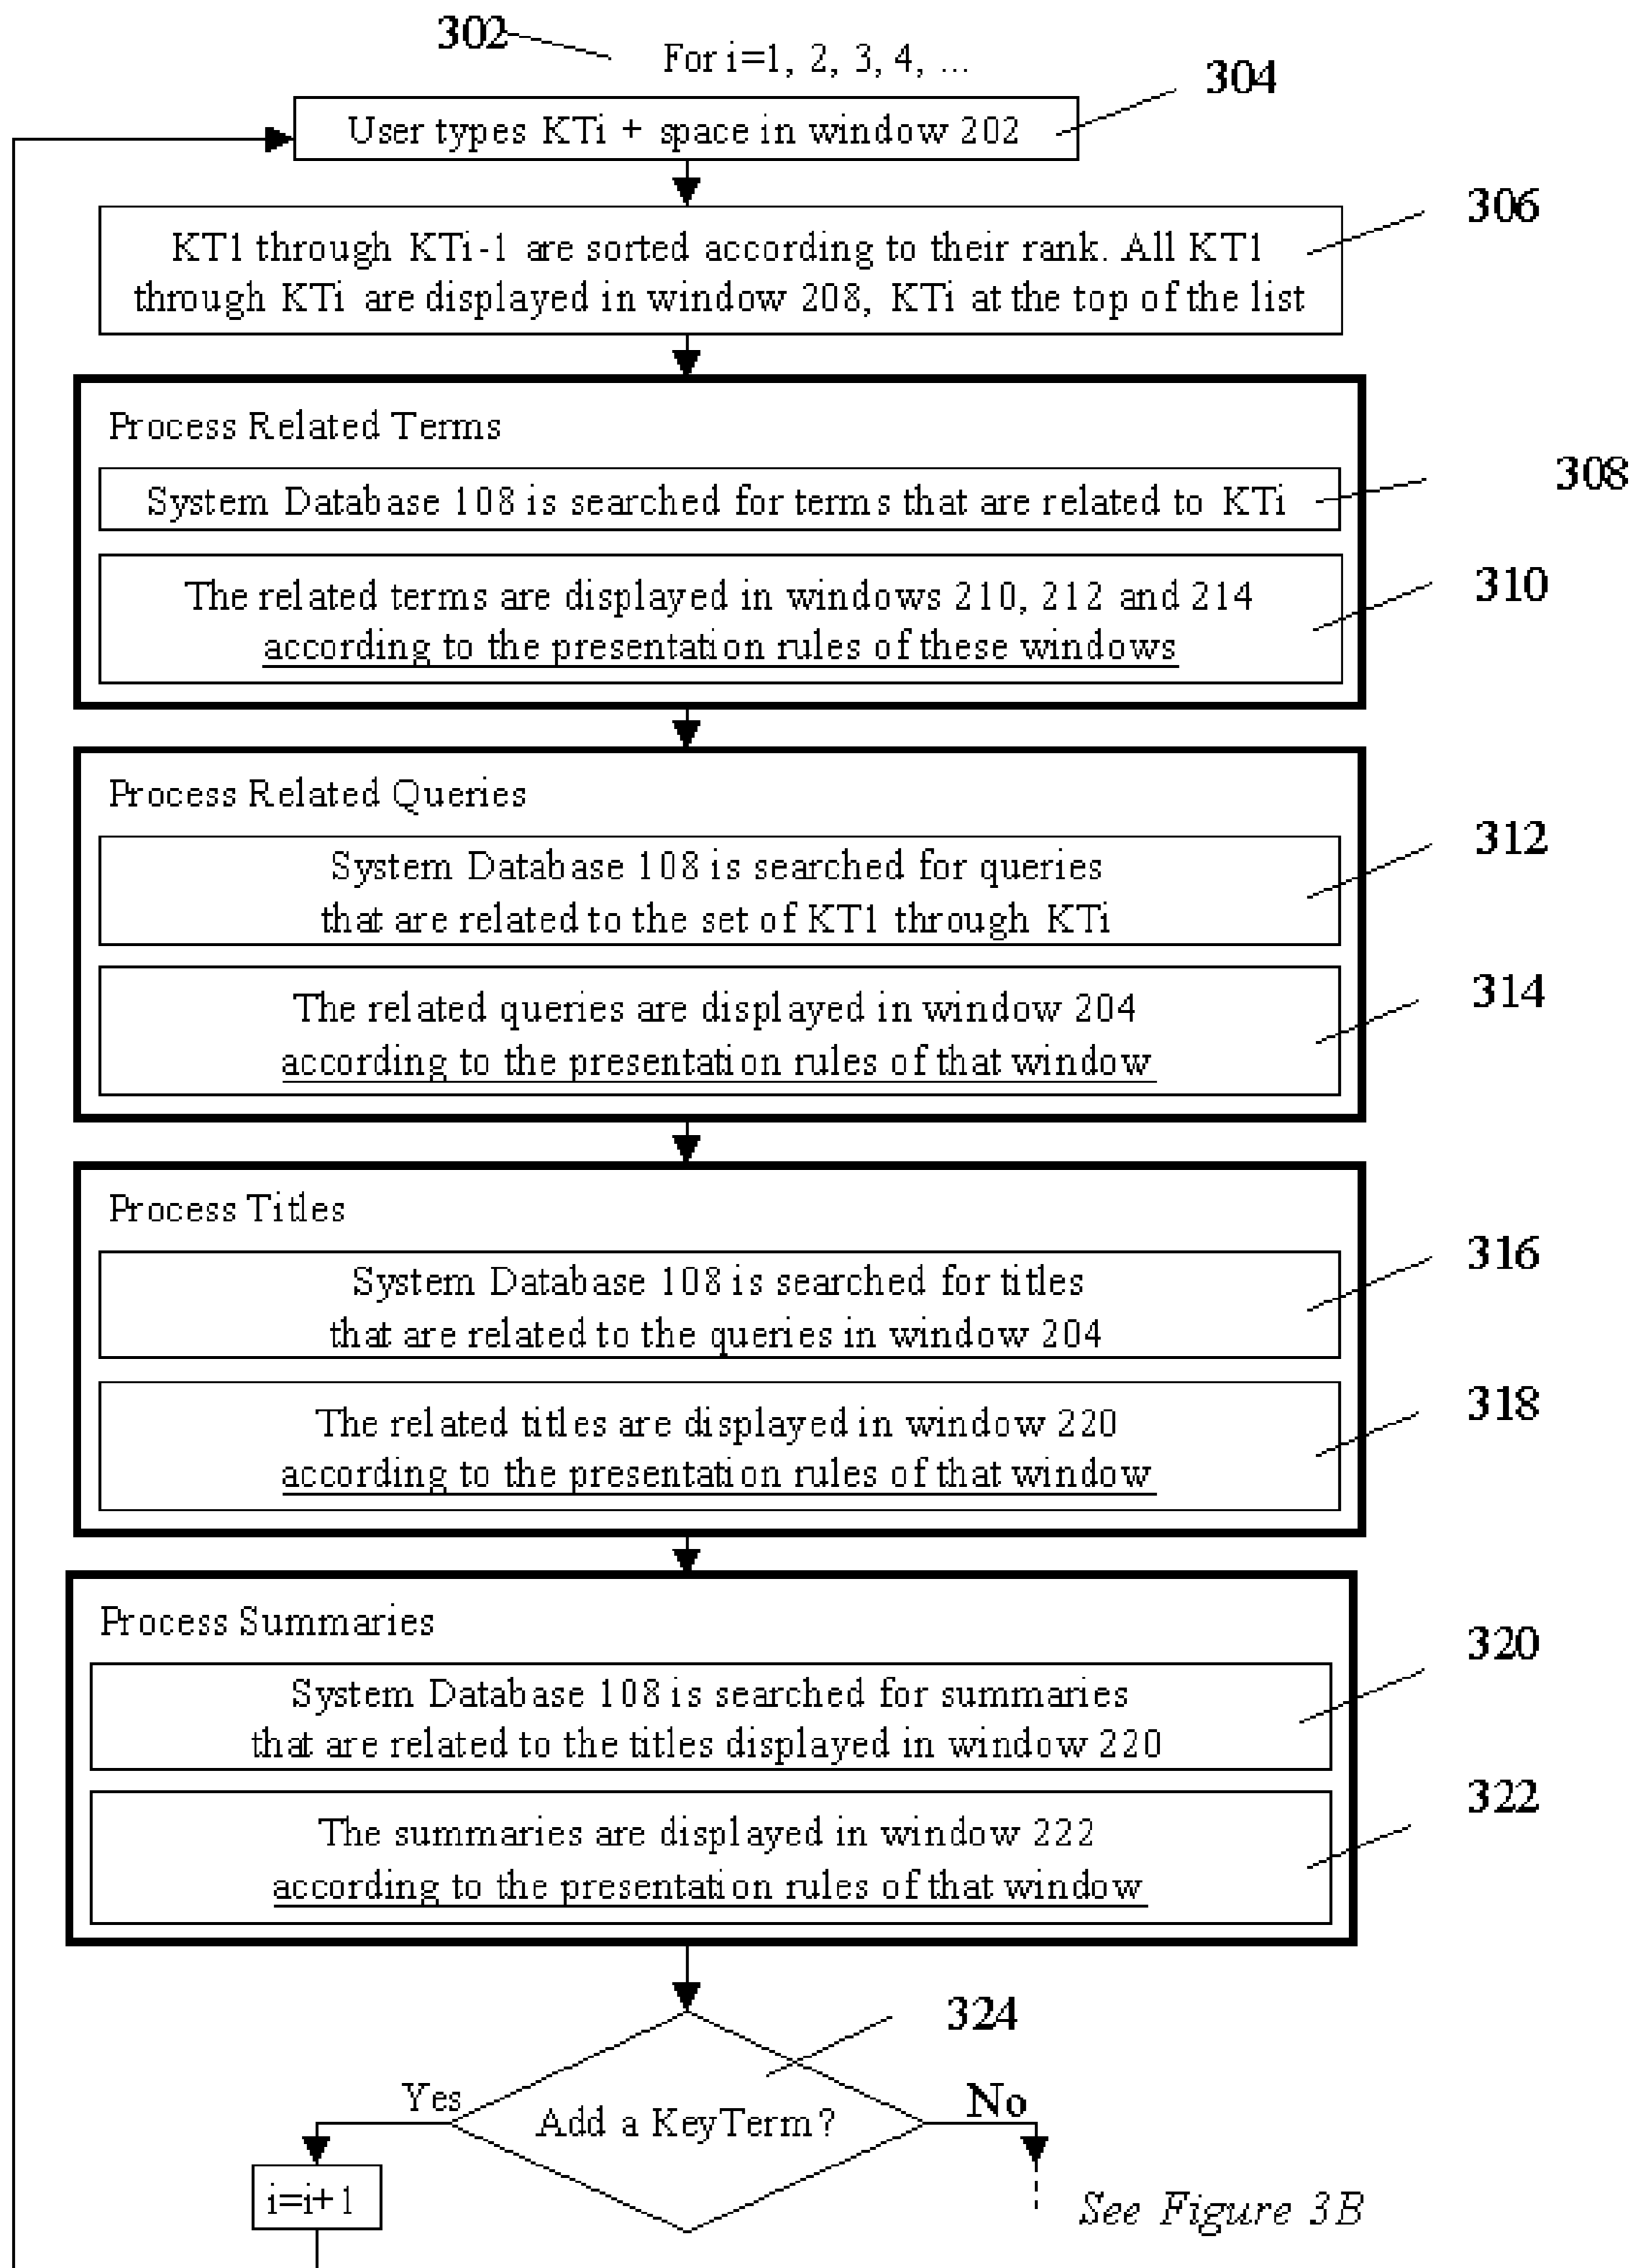 302
For i=1, 2, 3, 4, ...
304
User types KTi + space in window 202
306
KT1 through KTi-1 are sorted according to their rank. All KT1
through KTi are displayed in window 208, KTi at the top of the list
Process Related Terms
308
System Database 108 is searched for terms that are related to KTi
310
The related terms are displayed in windows 210, 212 and 214
according to the presentation rules of these windows
Process Related Queries
312
System Database 108 is searched for queries
that are related to the set of KT1 through KTi
314
The related queries are displayed in window 204
according to the presentation rules of that window
Process Titles
316
System Database 108 is searched for titles
that are related to the queries in window 204
318
The related titles are displayed in window 220
according to the presentation rules of that window
Process Summaries
320
System Database 108 is searched for summaries
that are related to the titles displayed in window 220
322
The summaries are displayed in window 222
according to the presentation rules of that window
324
Yes
Add a KeyTerm?
No
i=i+1
See Figure 3B